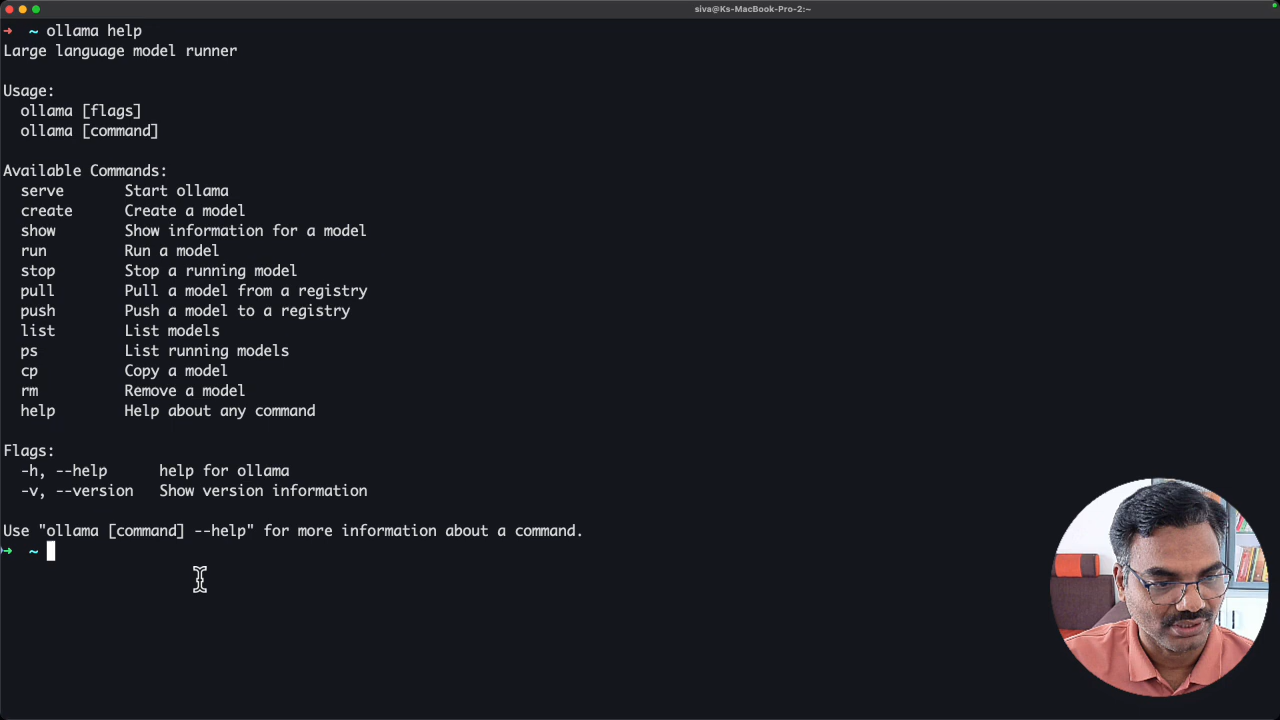 siva@Ks-MacBook-Pro-2:~
➜ ~ ollama help
Large language model runner
Usage:
ollama [flags]
ollama [command]
Available Commands:
serve Start ollama
create Create a model
show Show information for a model
run Run a model
stop Stop a running model
pull Pull a model from a registry
push Push a model to a registry
list List models
ps List running models
cp Copy a model
rm Remove a model
help Help about any command
Flags:
-h, --help help for ollama
-v, --version Show version information
Use "ollama [command] --help" for more information about a command.
➜ ~